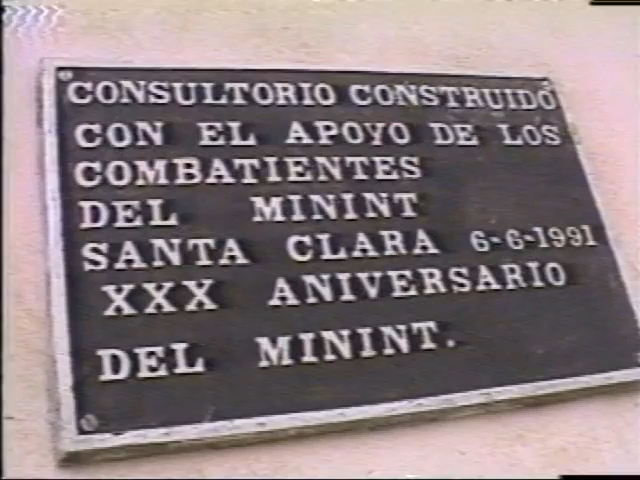 CONSULTORIO CONSTRUIDO
CON EL APOYO DE LOS
COMBATIENTES
DEL MININT
SANTA CLARA 6-6-1991
XXX ANIVERSARIO
DEL MININT.